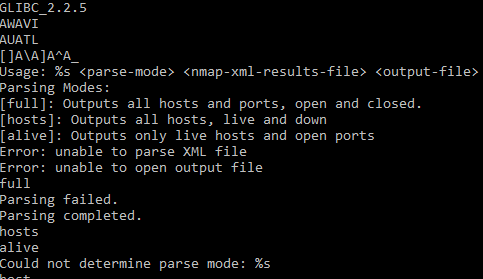 GLIBC_2.2.5
AWAVI
AUATL
[]A\A]A^A_
Usage: %s <parse-mode> <nmap-xml-results-file> <output-file>
Parsing Modes:
[full]: Outputs all hosts and ports, open and closed.
[hosts]: Outputs all hosts, live and down
[alive]: Outputs only live hosts and open ports
Error: unable to parse XML file
Error: unable to open output file
full
Parsing failed.
Parsing completed.
hosts
alive
Could not determine parse mode: %s
host